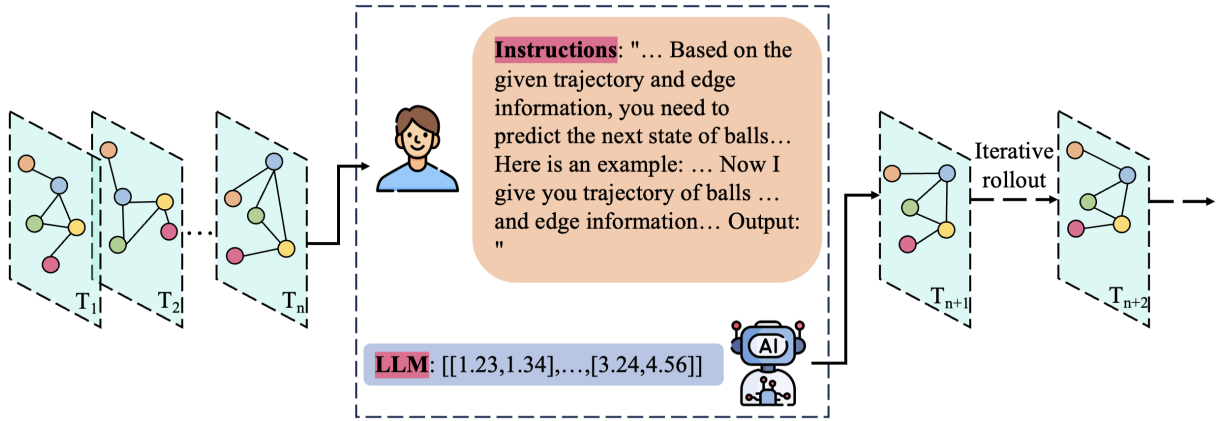 Instructions: "… Based on the
given trajectory and edge
information, you need to
predict the next state of balls…
Here is an example: … Now I
give you trajectory of balls …
and edge information… Output:
"
T1
T2
Tn
LLM: [[1.23,1.34],…,[3.24,4.56]]
AI
Tn+1
Iterative
rollout
Tn+2